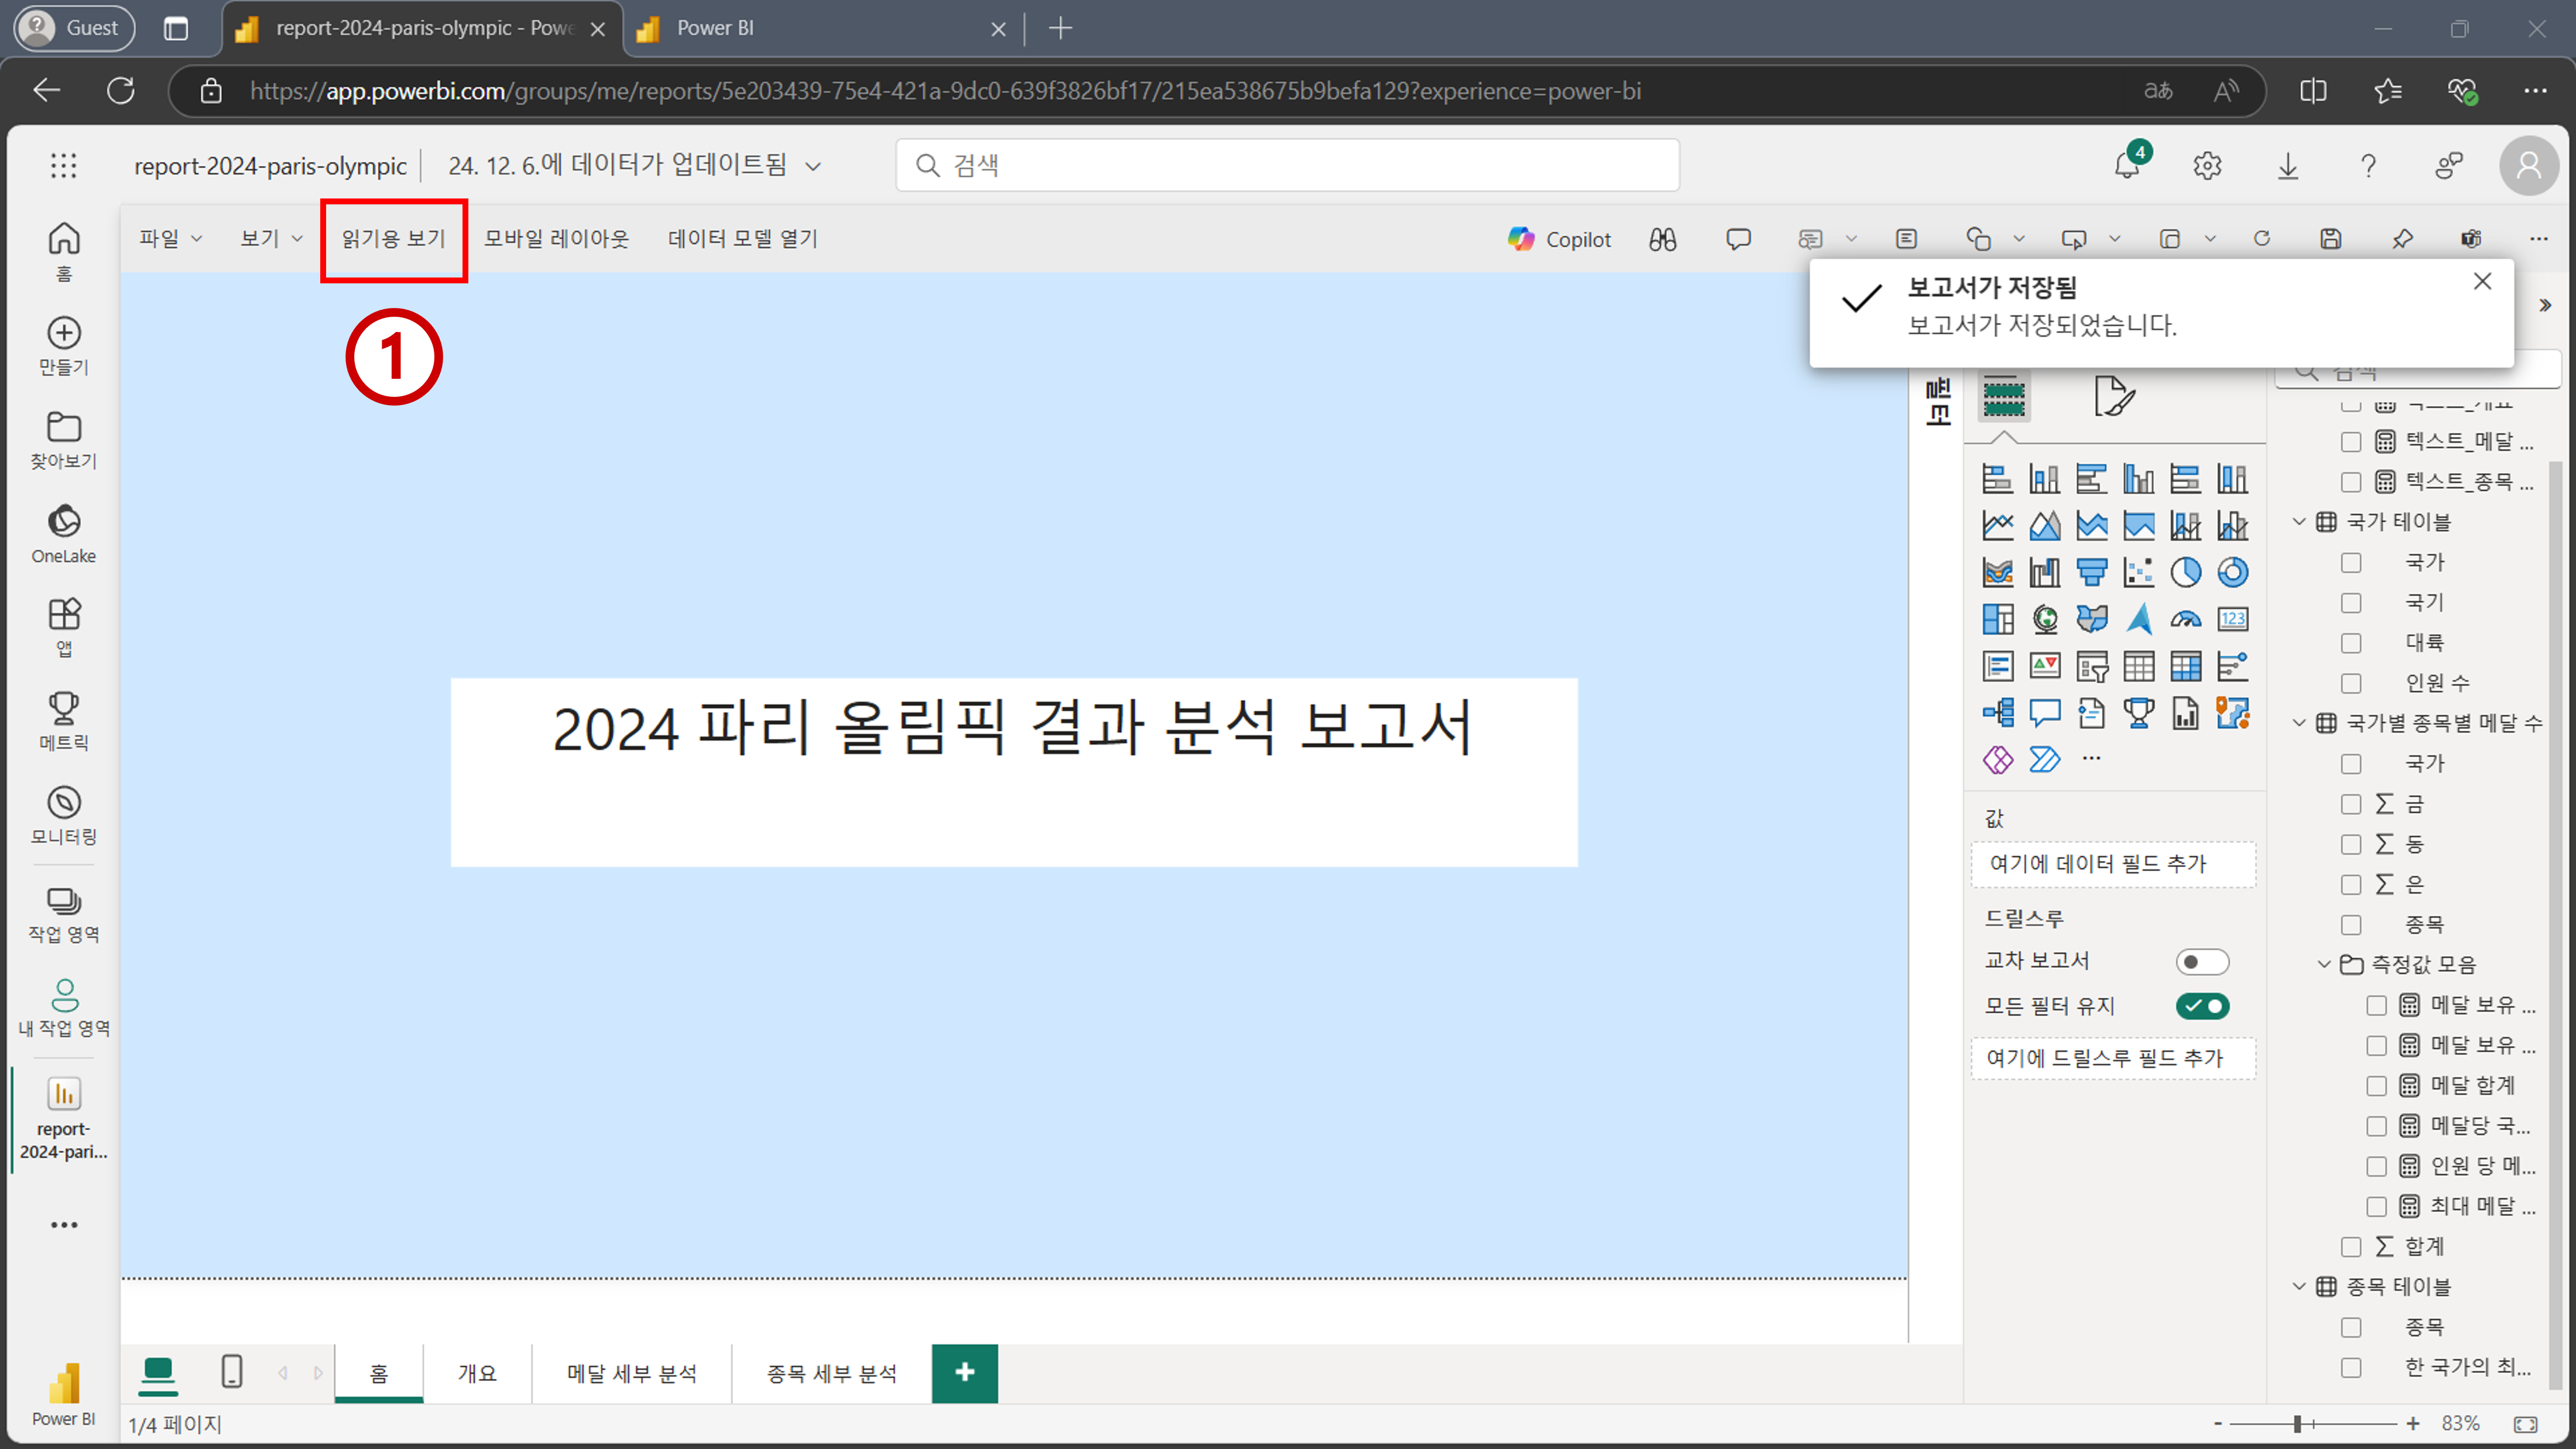 Guest
report-2024-paris-olympic - Powe
Power BI
https://app.powerbi.com/groups/me/reports/5e203439-75e4-421a-9dc0-639f3826bf17/215ea538675b9befa129?experience=power-bi
report-2024-paris-olympic
24. 12. 6.에 데이터가 업데이트됨
검색
4
파일
보기
읽기용 보기
모바일 레이아웃
데이터 모델 열기
Copilot
1
보고서가 저장됨
보고서가 저장되었습니다.
홈
만들기
찾아보기
OneLake
앱
메트릭
모니터링
작업 영역
내 작업 영역
report-
2024-pari...
Power BI
2024 파리 올림픽 결과 분석 보고서
필터
123
값
여기에 데이터 필드 추가
드릴스루
교차 보고서
모든 필터 유지
여기에 드릴스루 필드 추가
검색
텍스트_메달 ...
텍스트_종목 ...
국가 테이블
국가
국기
대륙
인원 수
국가별 종목별 메달 수
국가
금
동
은
종목
측정값 모음
메달 보유 ...
메달 보유 ...
메달 합계
메달당 국...
인원 당 메...
최대 메달 ...
합계
종목 테이블
종목
한 국가의 최...
홈
개요
메달 세부 분석
종목 세부 분석
+
1/4 페이지
- + 83%